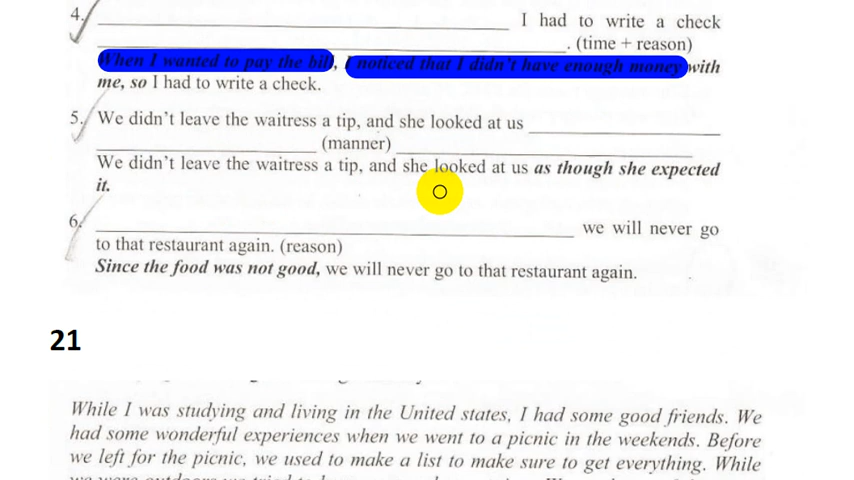 4. I had to write a check
. (time + reason)
When I wanted to pay the bill, I noticed that I didn't have enough money with
me, so I had to write a check.
5. We didn't leave the waitress a tip, and she looked at us
(manner)
We didn't leave the waitress a tip, and she looked at us as though she expected
it.
6. we will never go
to that restaurant again. (reason)
Since the food was not good, we will never go to that restaurant again.
21
While I was studying and living in the United states, I had some good friends. We
had some wonderful experiences when we went to a picnic in the weekends. Before
we left for the picnic, we used to make a list to make sure to get everything. While